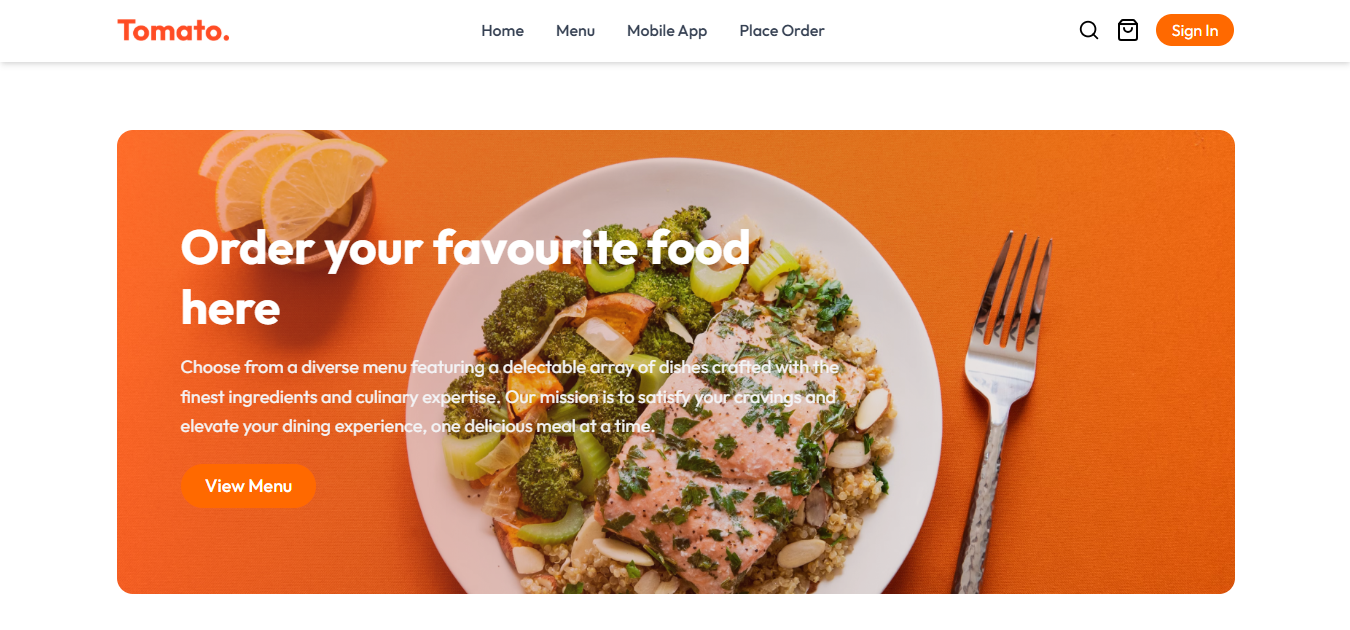 Tomato.
Home
Menu
Mobile App
Place Order
Sign In
Order your favourite food
here
Choose from a diverse menu featuring a delectable array of dishes crafted with the
finest ingredients and culinary expertise. Our mission is to satisfy your cravings and
elevate your dining experience, one delicious meal at a time.
View Menu